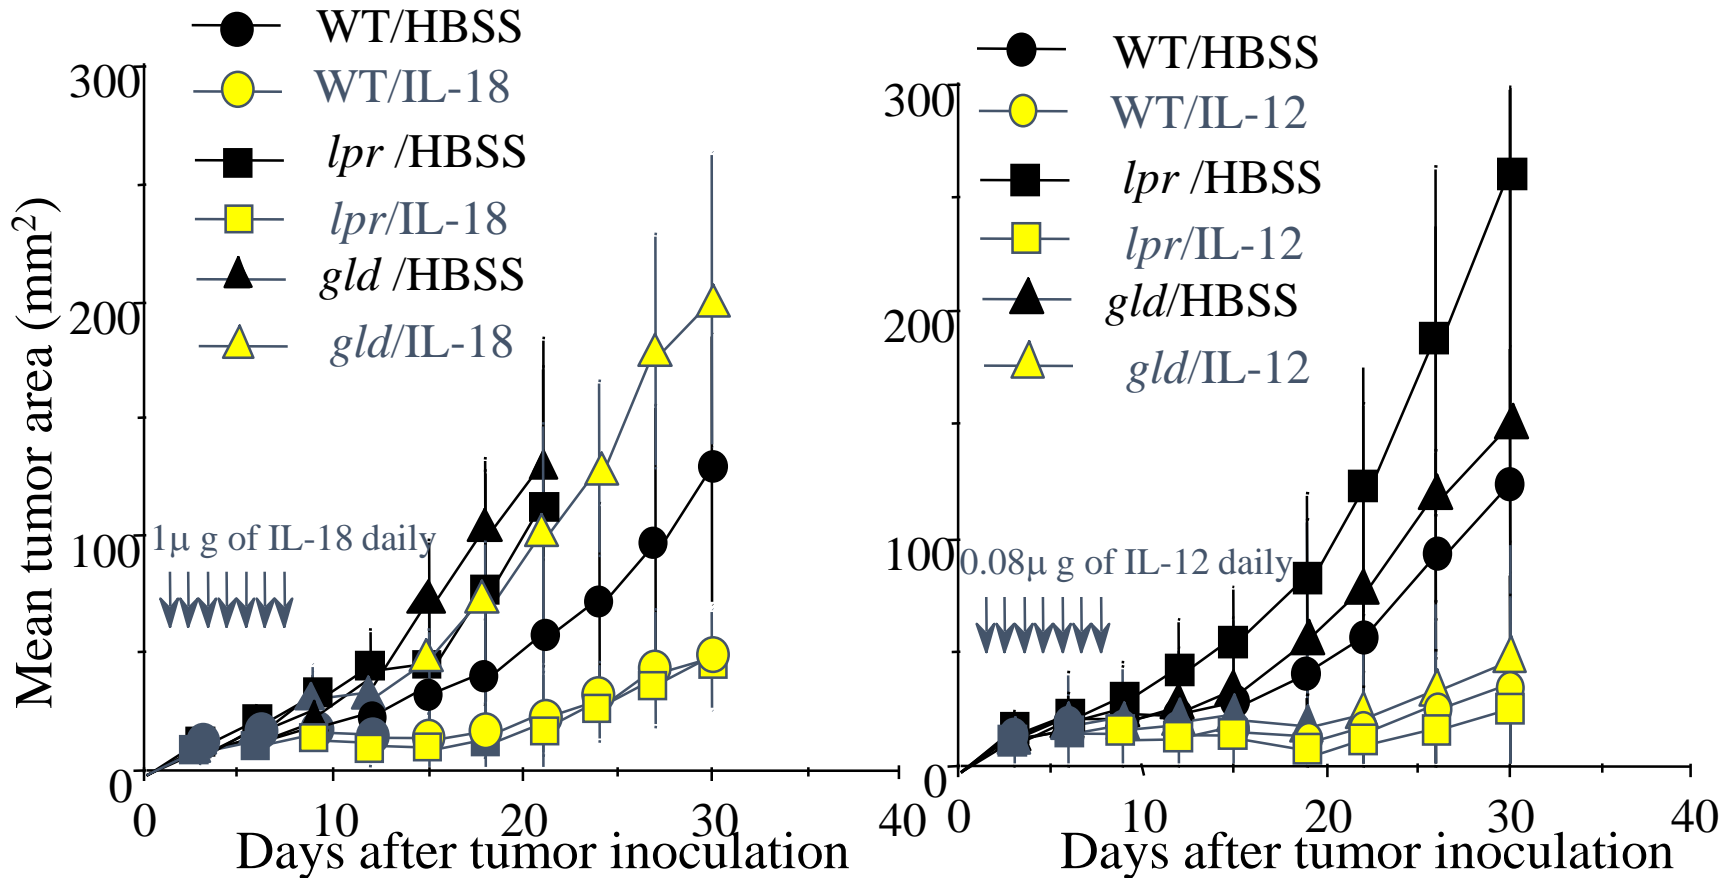 WT/HBSS
WT/IL-18
lpr /HBSS
lpr/IL-18
gld /HBSS
gld/IL-18
300
200
100
0
Mean tumor area (mm²)
1μ g of IL-18 daily
0 10 20 30 40
Days after tumor inoculation
WT/HBSS
WT/IL-12
lpr /HBSS
lpr/IL-12
gld/HBSS
gld/IL-12
300
200
100
0
0.08μ g of IL-12 daily
0 10 20 30 40
Days after tumor inoculation